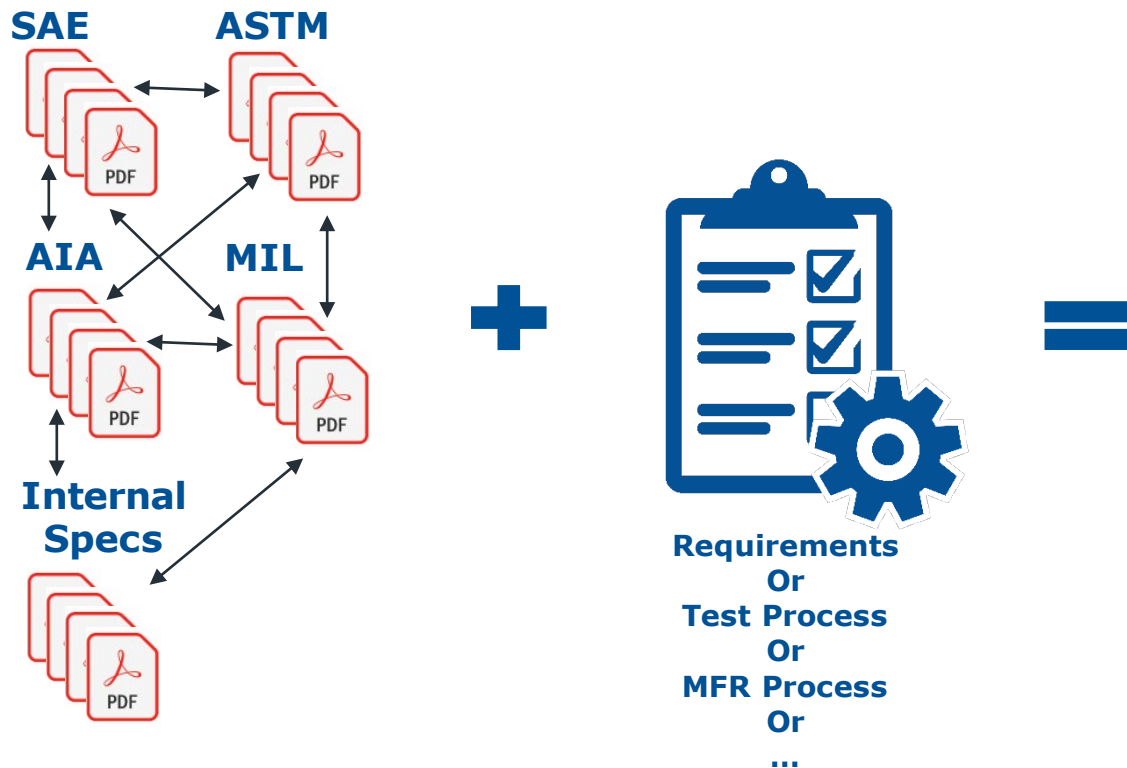 SAE
ASTM
PDF
PDF
AIA
MIL
PDF
PDF
Internal
Specs
PDF
Requirements
Or
Test Process
Or
MFR Process
Or
...